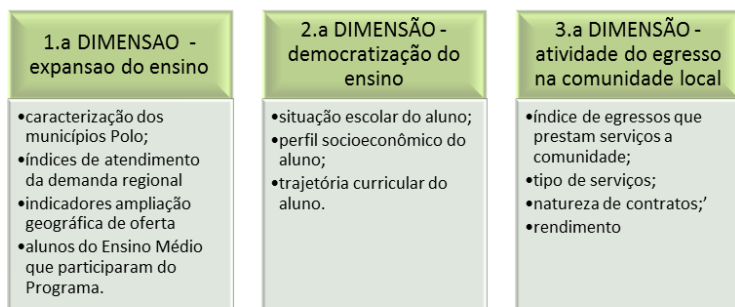 1.a DIMENSAO -
expansao do ensino
•caracterização dos
municípios Polo;
•índices de atendimento
da demanda regional
•indicadores ampliação
geográfica de oferta
•alunos do Ensino Médio
que participaram do
Programa.
2.a DIMENSÃO -
democratização do
ensino
•situação escolar do aluno;
•perfil socioeconômico do
aluno;
•trajetória curricular do
aluno.
3.a DIMENSÃO -
atividade do egresso
na comunidade local
•índice de egressos que
prestam serviços a
comunidade;
•tipo de serviços;
•natureza de contratos;’
•rendimento